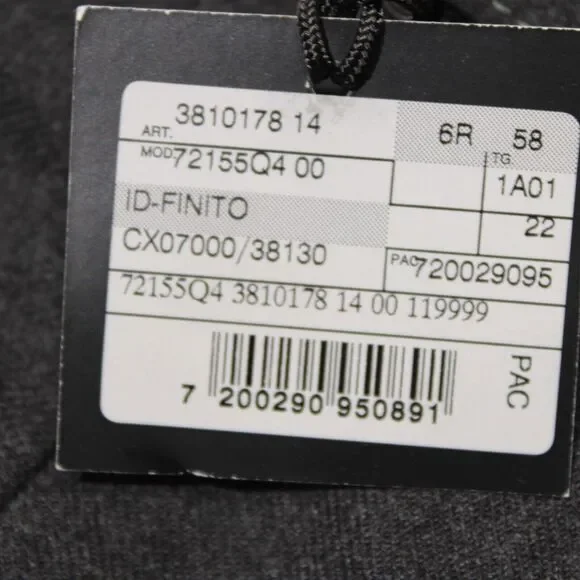 ART. 3810178 14 6R 58
MOD 72155Q4 00 TG. 1A01
ID-FINITO 22
CX07000/38130 PAC 720029095
72155Q4 3810178 14 00 119999
PAC
7 200290 950891